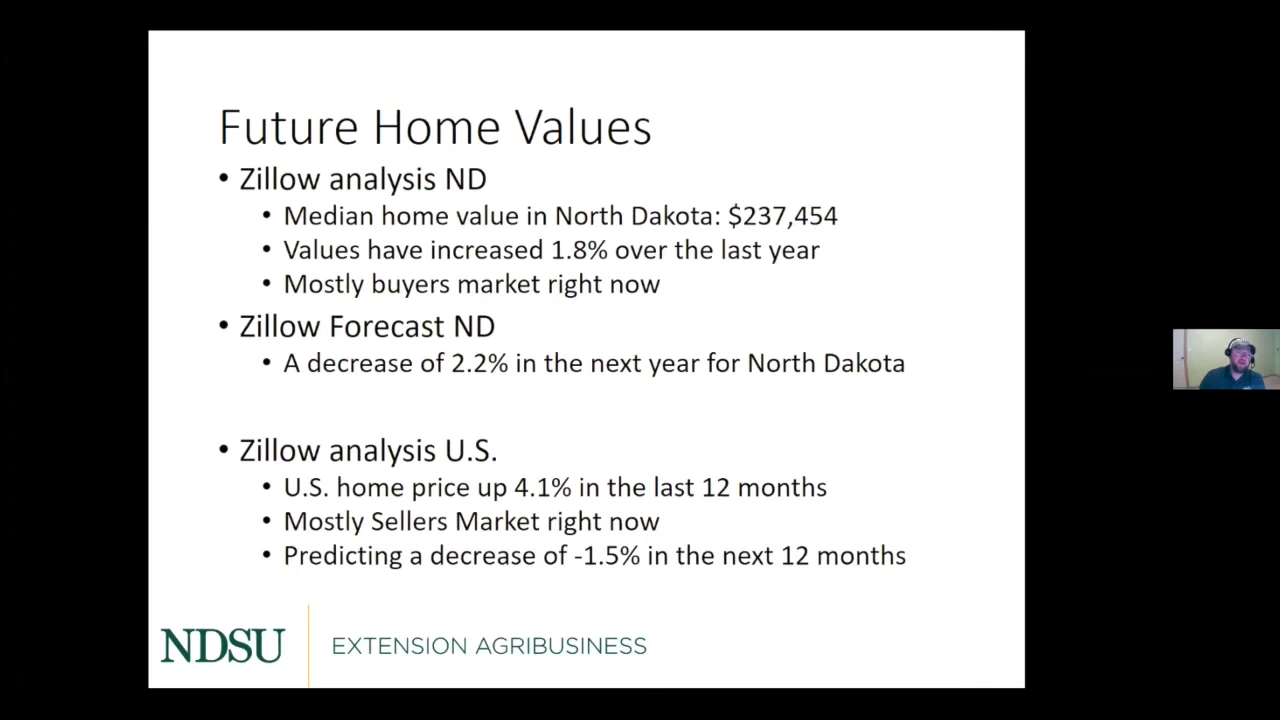 Future Home Values
• Zillow analysis ND
• Median home value in North Dakota: $237,454
• Values have increased 1.8% over the last year
• Mostly buyers market right now
• Zillow Forecast ND
• A decrease of 2.2% in the next year for North Dakota
• Zillow analysis U.S.
• U.S. home price up 4.1% in the last 12 months
• Mostly Sellers Market right now
• Predicting a decrease of -1.5% in the next 12 months
NDSU EXTENSION AGRIBUSINESS